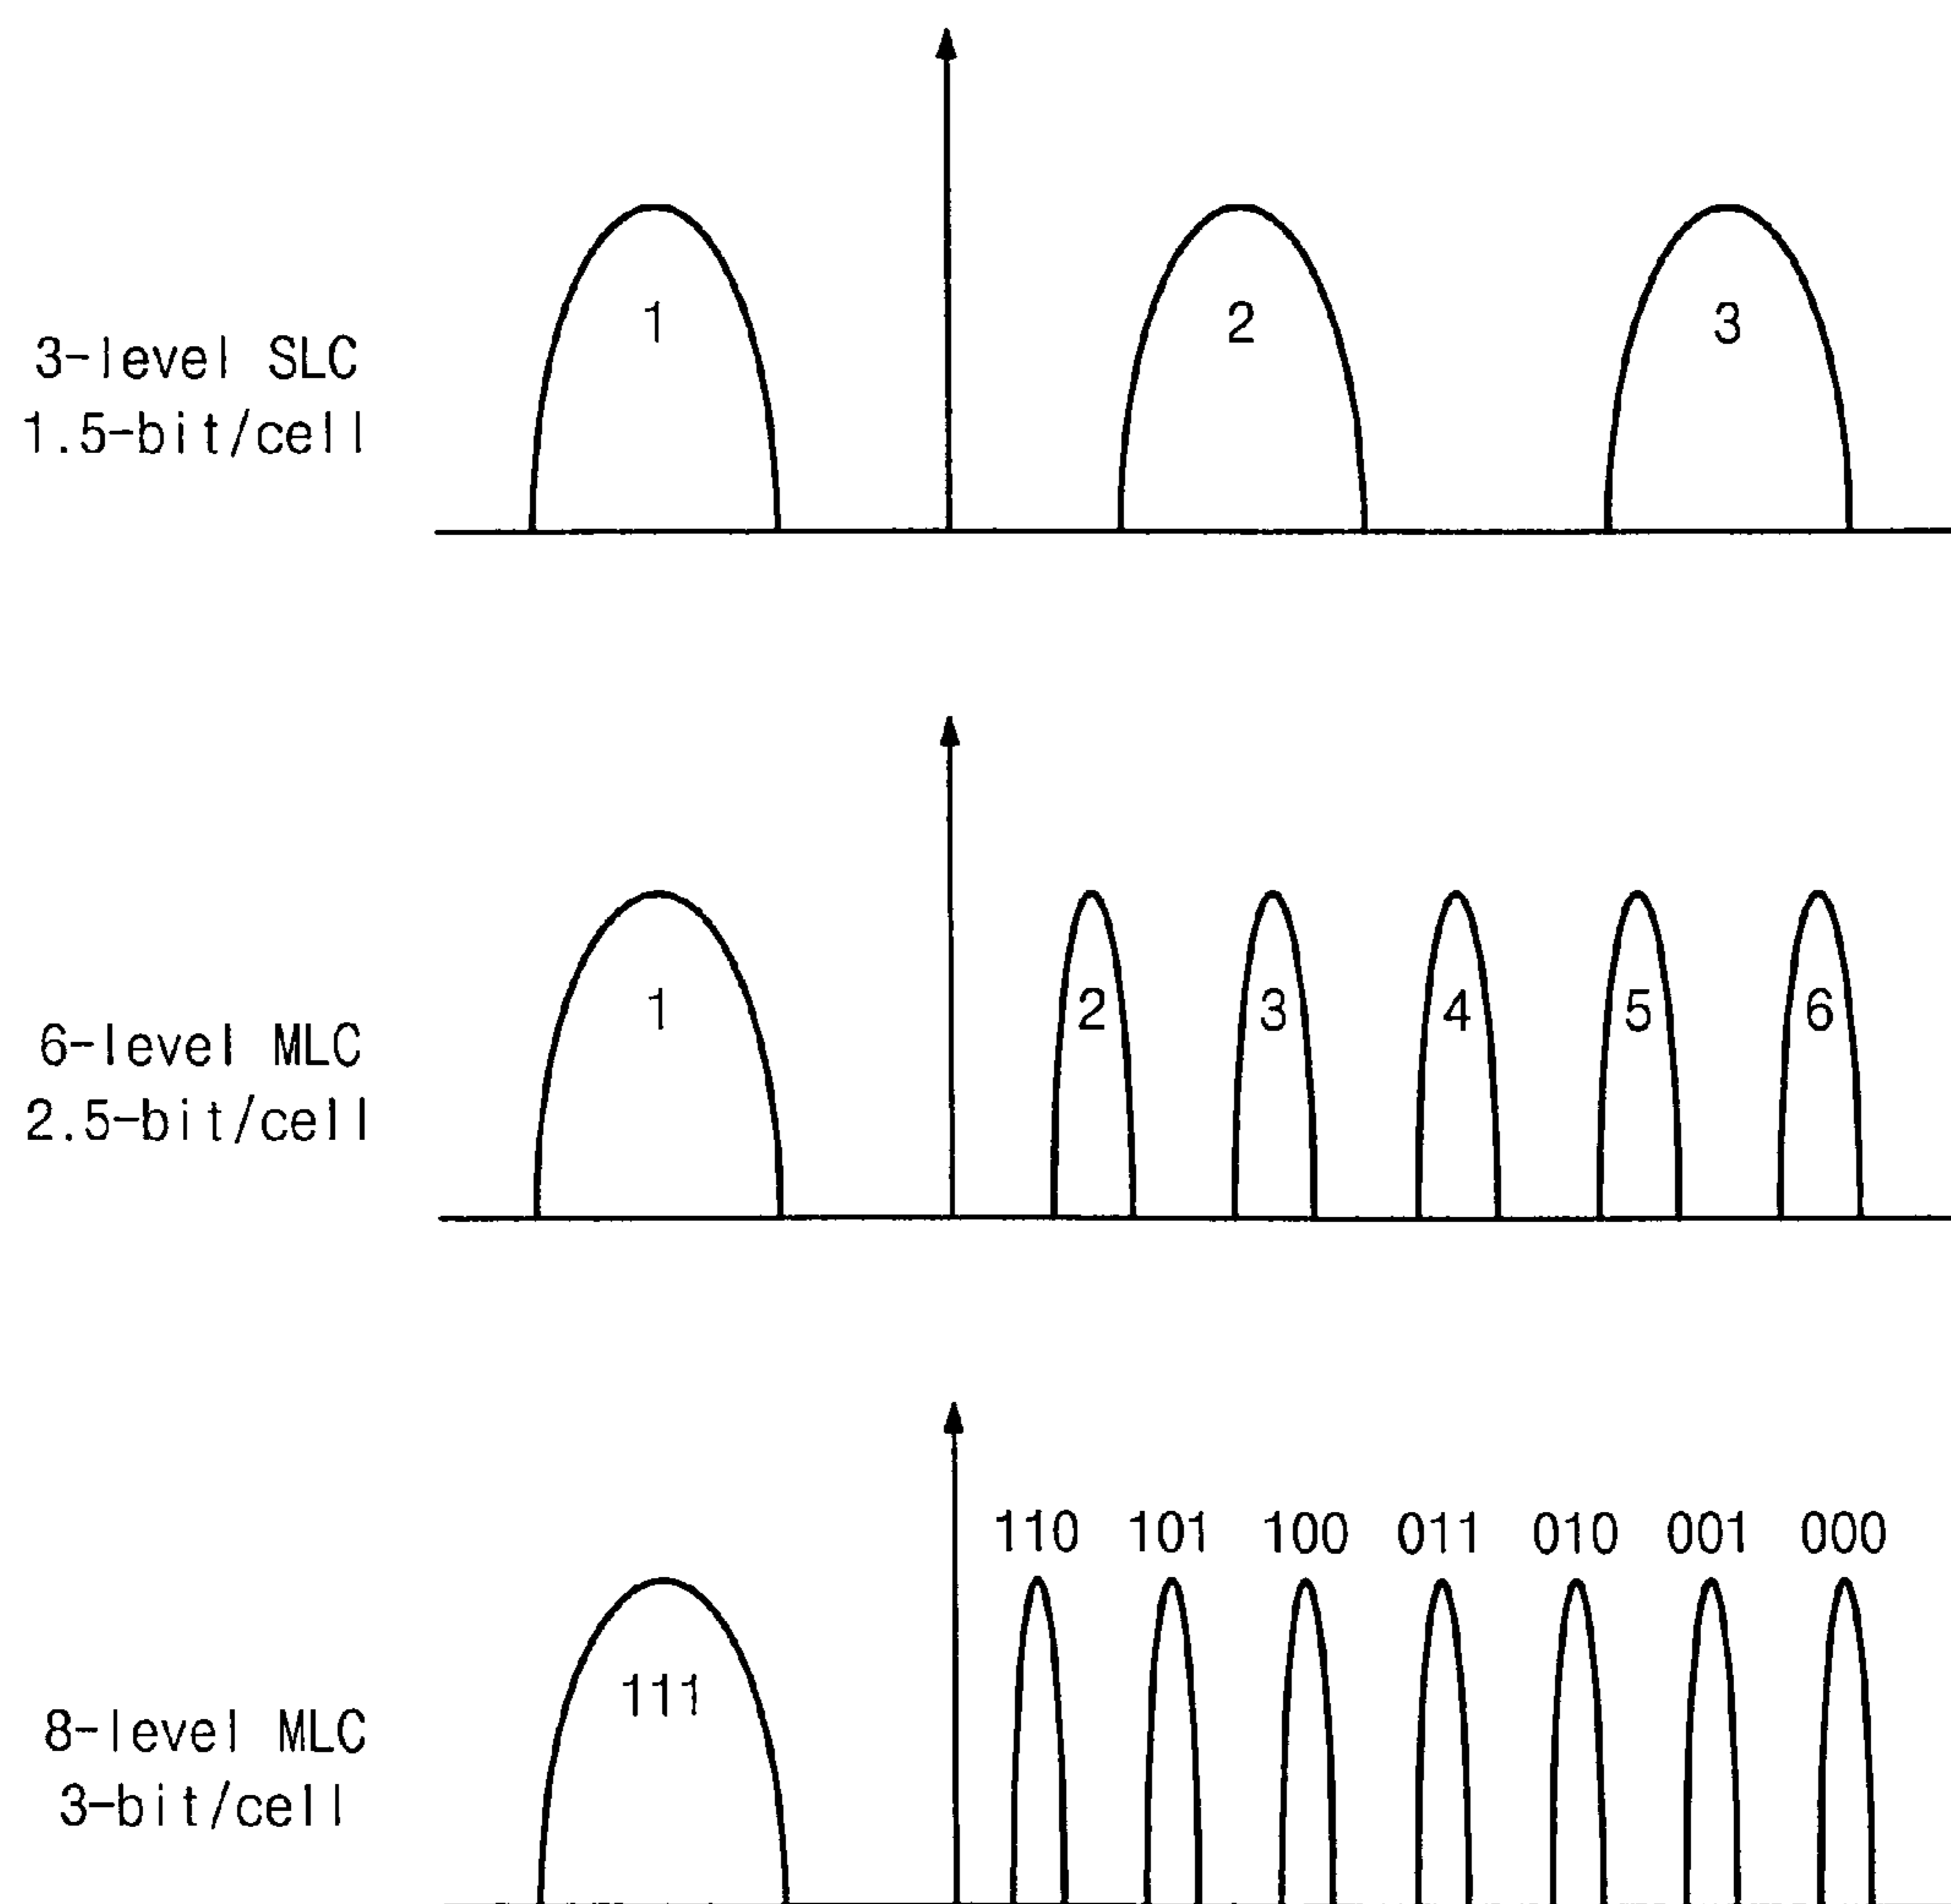 1 2 3
3-level SLC
1.5-bit/cell
1 2 3 4 5 6
6-level MLC
2.5-bit/cell
110 101 100 011 010 001 000
111
8-level MLC
3-bit/cell